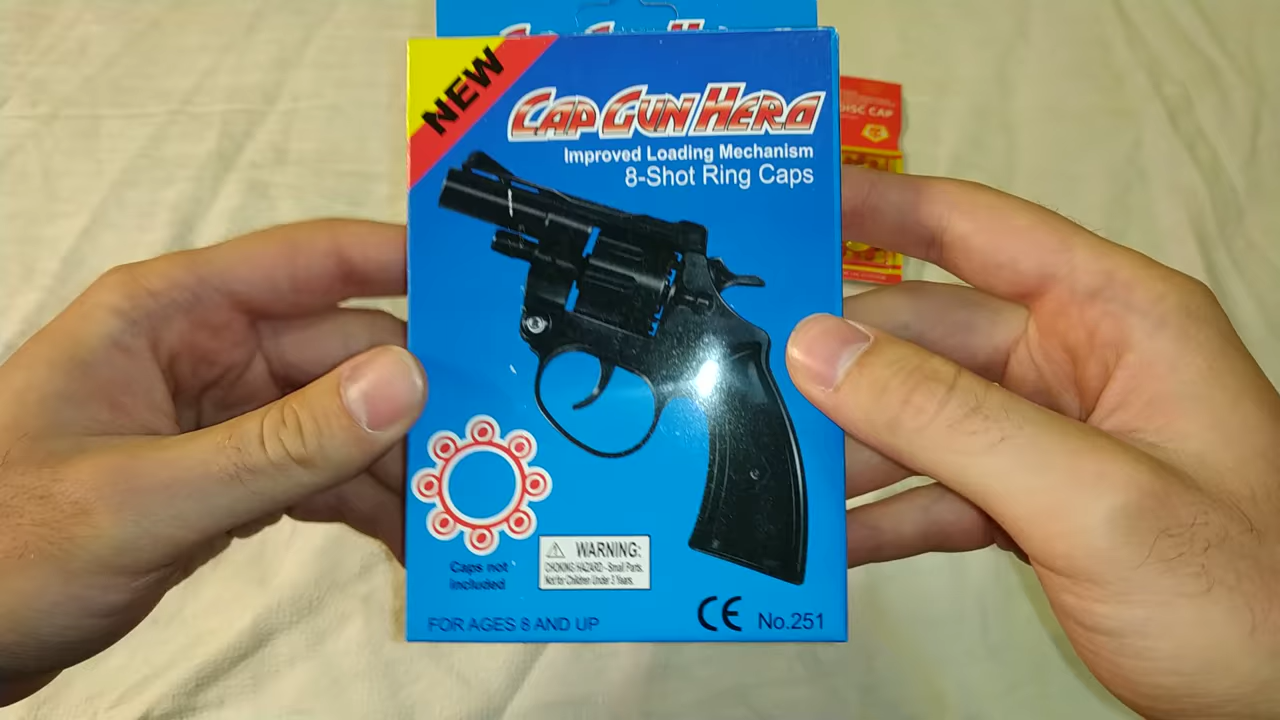 NEW
CAP GUN HERO
Improved Loading Mechanism
8-Shot Ring Caps
DISC CAP
Caps not
included
WARNING:
CHOKING HAZARD - Small Parts.
Not for Children Under 3 Years.
FOR AGES 8 AND UP
CE
No.251